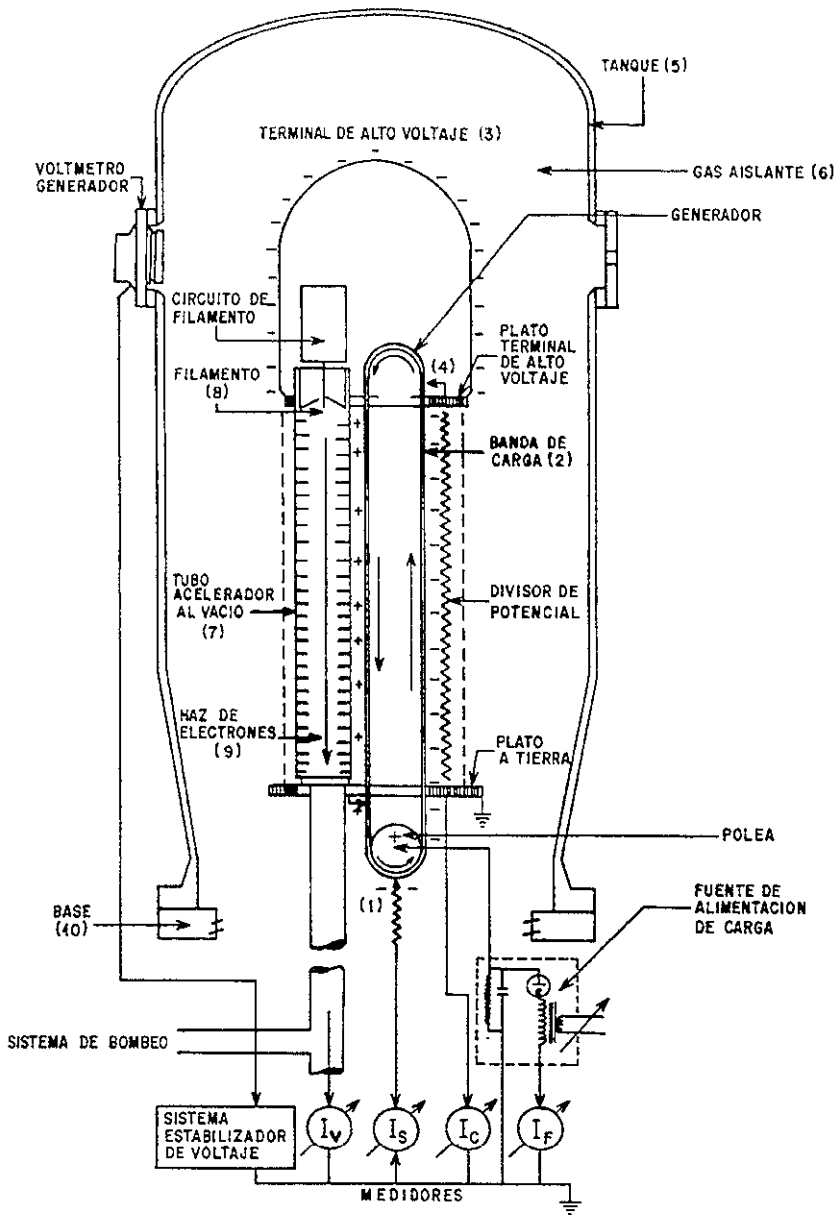 TANQUE (5)
TERMINAL DE ALTO VOLTAJE (3)
VOLTMETRO
GENERADOR
GAS AISLANTE (6)
GENERADOR
CIRCUITO DE
FILAMENTO
PLATO
TERMINAL
DE ALTO
VOLTAJE
(4)
FILAMENTO
(8)
BANDA DE
CARGA (2)
TUBO
ACELERADOR
AL VACIO
(7)
DIVISOR DE
POTENCIAL
HAZ DE
ELECTRONES
(9)
PLATO
A TIERRA
POLEA
(1)
BASE
(10)
FUENTE DE
ALIMENTACION
DE CARGA
SISTEMA DE BOMBEO
SISTEMA
ESTABILIZADOR
DE VOLTAJE
IV
IS
IC
IF
MEDIDORES